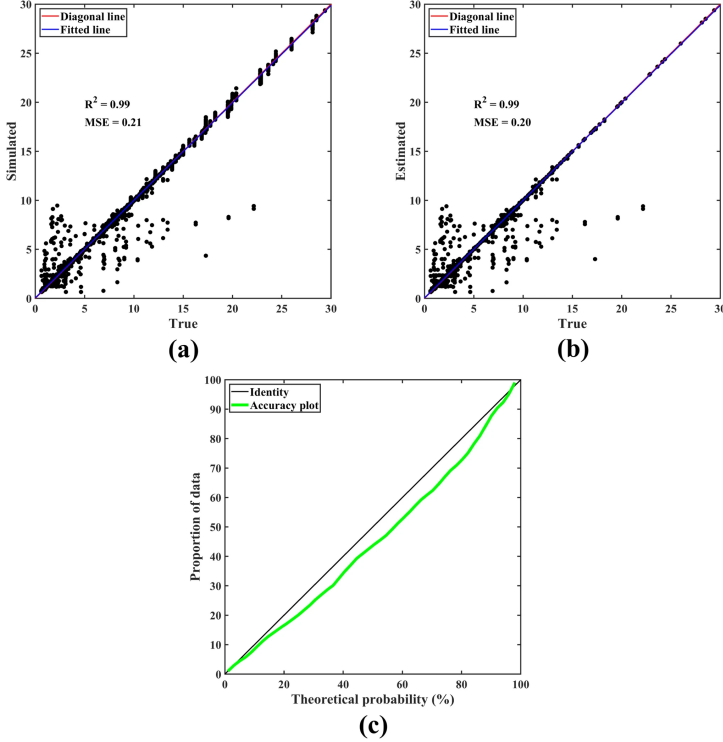 30
Diagonal line
Fitted line
25
20
R² = 0.99
MSE = 0.21
Simulated
15
10
5
0
0 5 10 15 20 25 30
True
(a)
30
Diagonal line
Fitted line
25
20
R² = 0.99
MSE = 0.20
Estimated
15
10
5
0
0 5 10 15 20 25 30
True
(b)
100
Identity
Accuracy plot
90
80
70
60
Proportion of data
50
40
30
20
10
0
0 20 40 60 80 100
Theoretical probability (%)
(c)